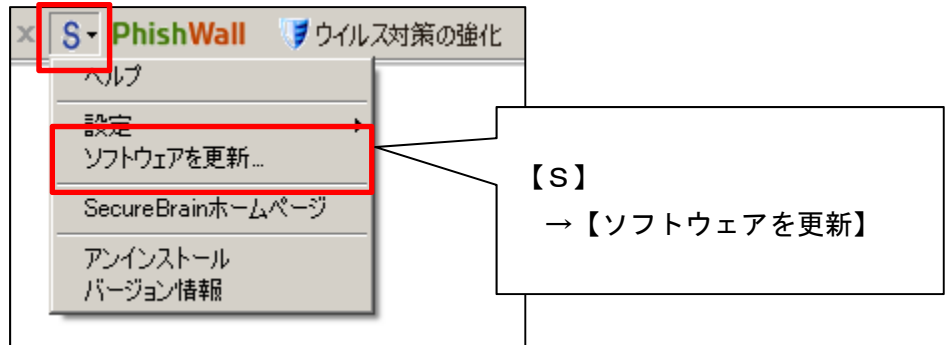 × S PhishWall ウイルス対策の強化
ヘルプ
設定
ソフトウェアを更新...
SecureBrainホームページ
アンインストール
バージョン情報
【S】
→【ソフトウェアを更新】